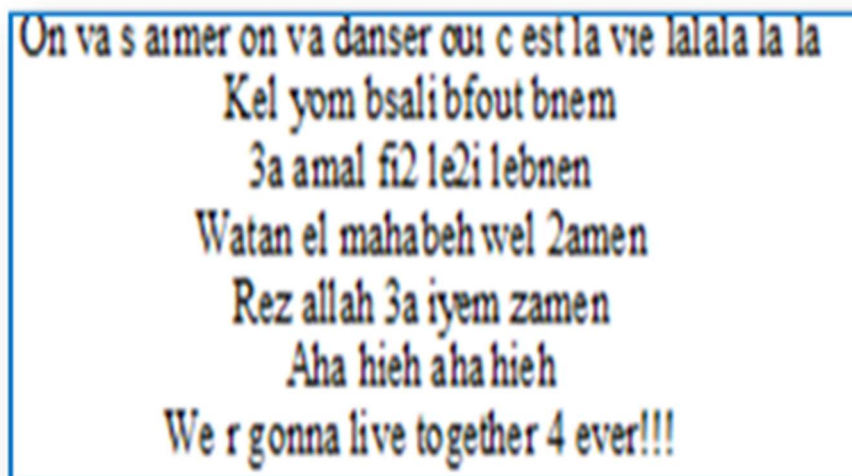 On va s aimer on va danser oui c est la vie lalala la la
Kel yom bsali bfout bnem
3a amal fi2 le2i lebnen
Watan el mahabeh wel 2amen
Rez allah 3a iyem zamen
Aha hieh aha hieh
We r gonna live together 4 ever!!!